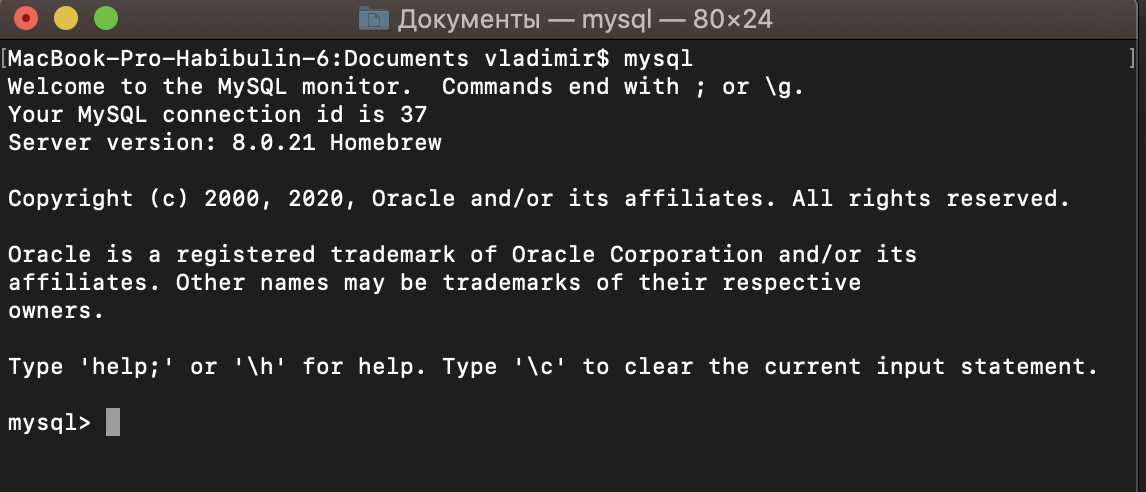 Документы — mysql — 80×24
[MacBook-Pro-Habibulin-6:Documents vladimir$ mysql ]
Welcome to the MySQL monitor.  Commands end with ; or \g.
Your MySQL connection id is 37
Server version: 8.0.21 Homebrew
Copyright (c) 2000, 2020, Oracle and/or its affiliates. All rights reserved.
Oracle is a registered trademark of Oracle Corporation and/or its
affiliates. Other names may be trademarks of their respective
owners.
Type 'help;' or '\h' for help. Type '\c' to clear the current input statement.
mysql>